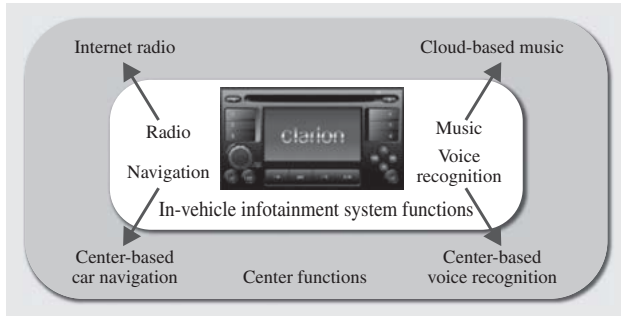 Internet radio
Cloud-based music
Radio
clarion
Music
Navigation
Voice
recognition
In-vehicle infotainment system functions
Center-based
car navigation
Center functions
Center-based
voice recognition